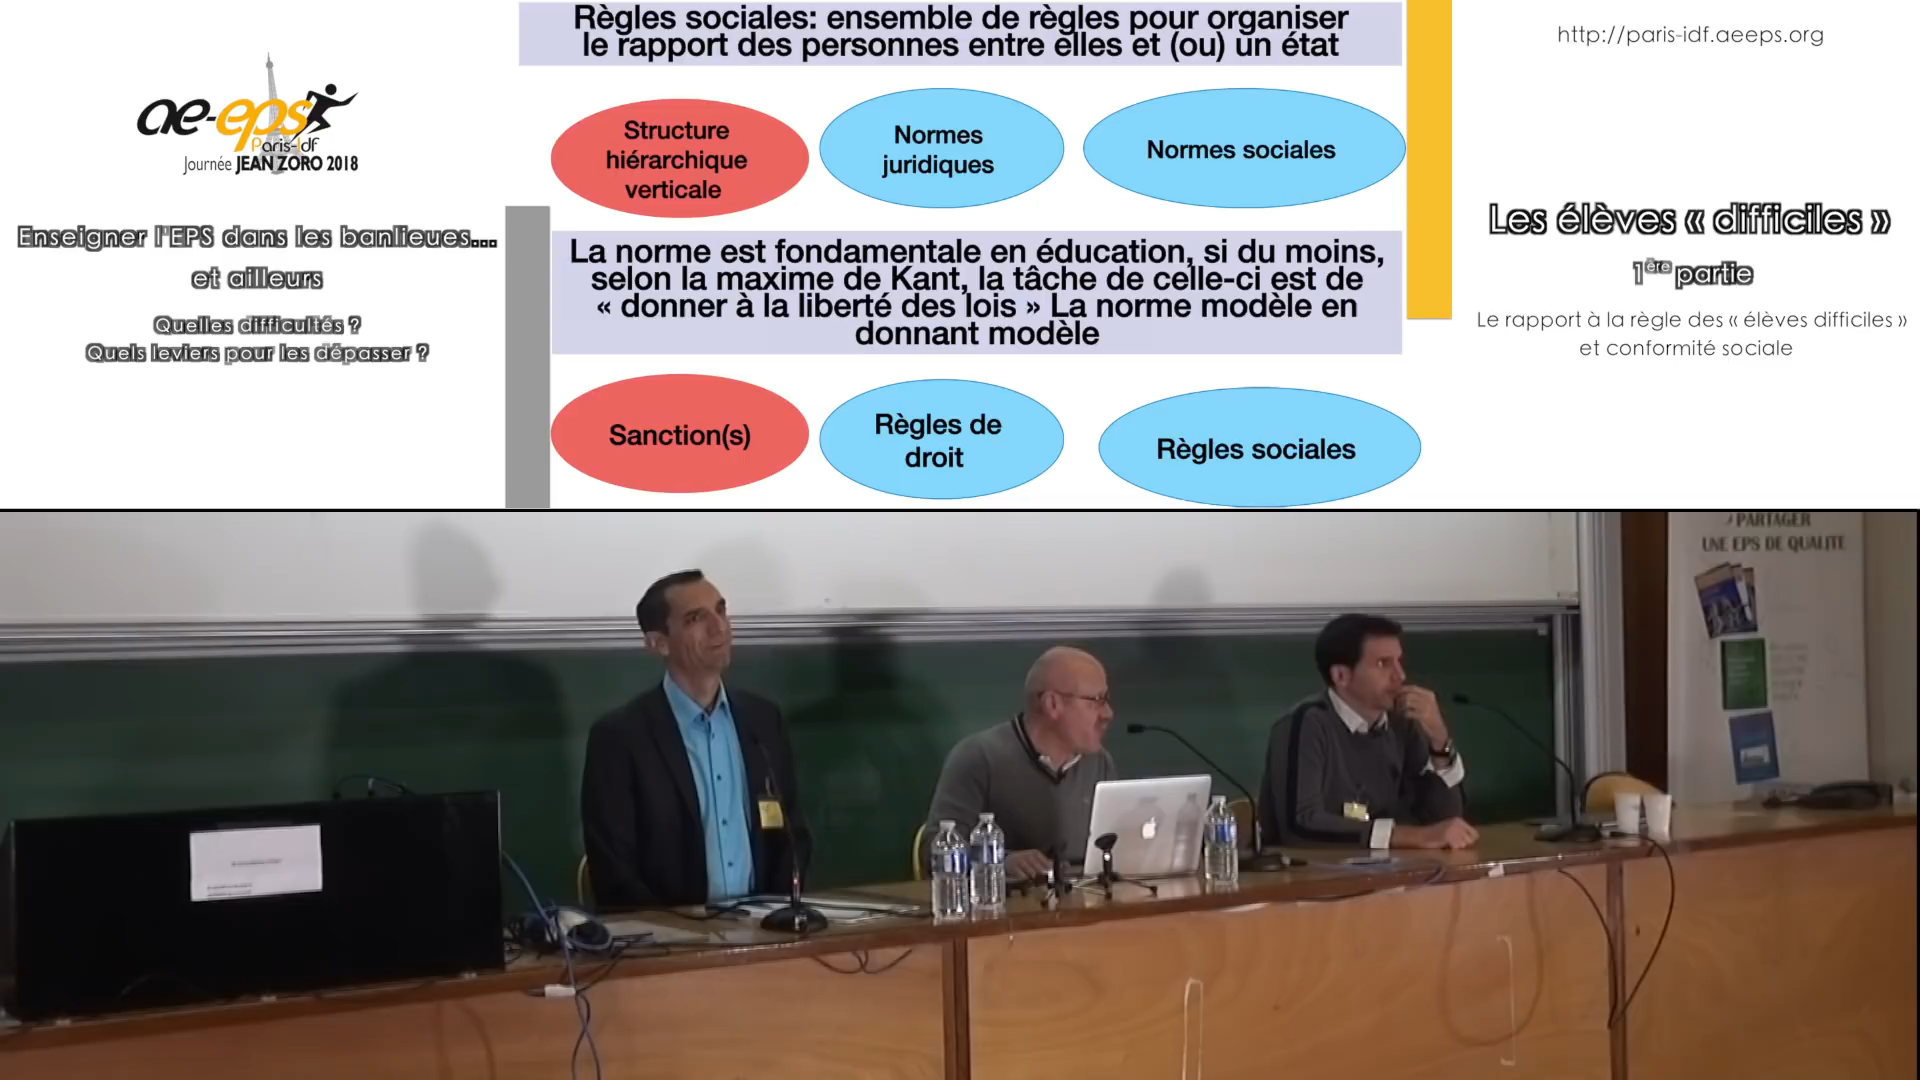 Règles sociales: ensemble de règles pour organiser
le rapport des personnes entre elles et (ou) un état
http://paris-idf.aeeps.org
ae-eps
Paris-Idf
Journée JEAN ZORO 2018
Structure
hiérarchique
verticale
Normes
juridiques
Normes sociales
Enseigner l'EPS dans les banlieues...
et ailleurs
Quelles difficultés ?
Quels leviers pour les dépasser ?
La norme est fondamentale en éducation, si du moins,
selon la maxime de Kant, la tâche de celle-ci est de
« donner à la liberté des lois » La norme modèle en
donnant modèle
Les élèves « difficiles »
1ère partie
Le rapport à la règle des « élèves difficiles »
et conformité sociale
Sanction(s)
Règles de
droit
Règles sociales
PARTAGER
UNE EPS DE QUALITE